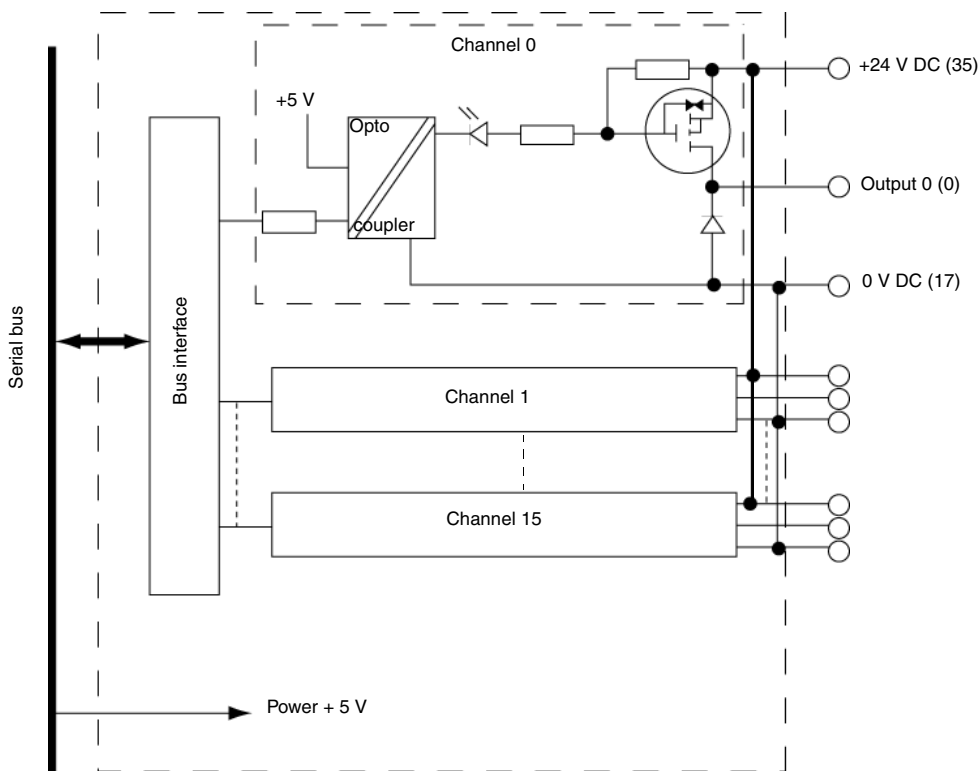 Channel 0
+24 V DC (35)
+5 V
Opto
coupler
Output 0 (0)
0 V DC (17)
Serial bus
Bus interface
Channel 1
Channel 15
Power + 5 V